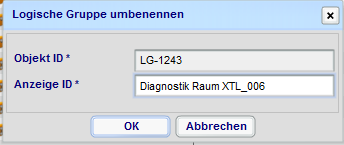 Logische Gruppe umbenennen
Objekt ID * LG-1243
Anzeige ID * Diagnostik Raum XTL_006
OK Abbrechen